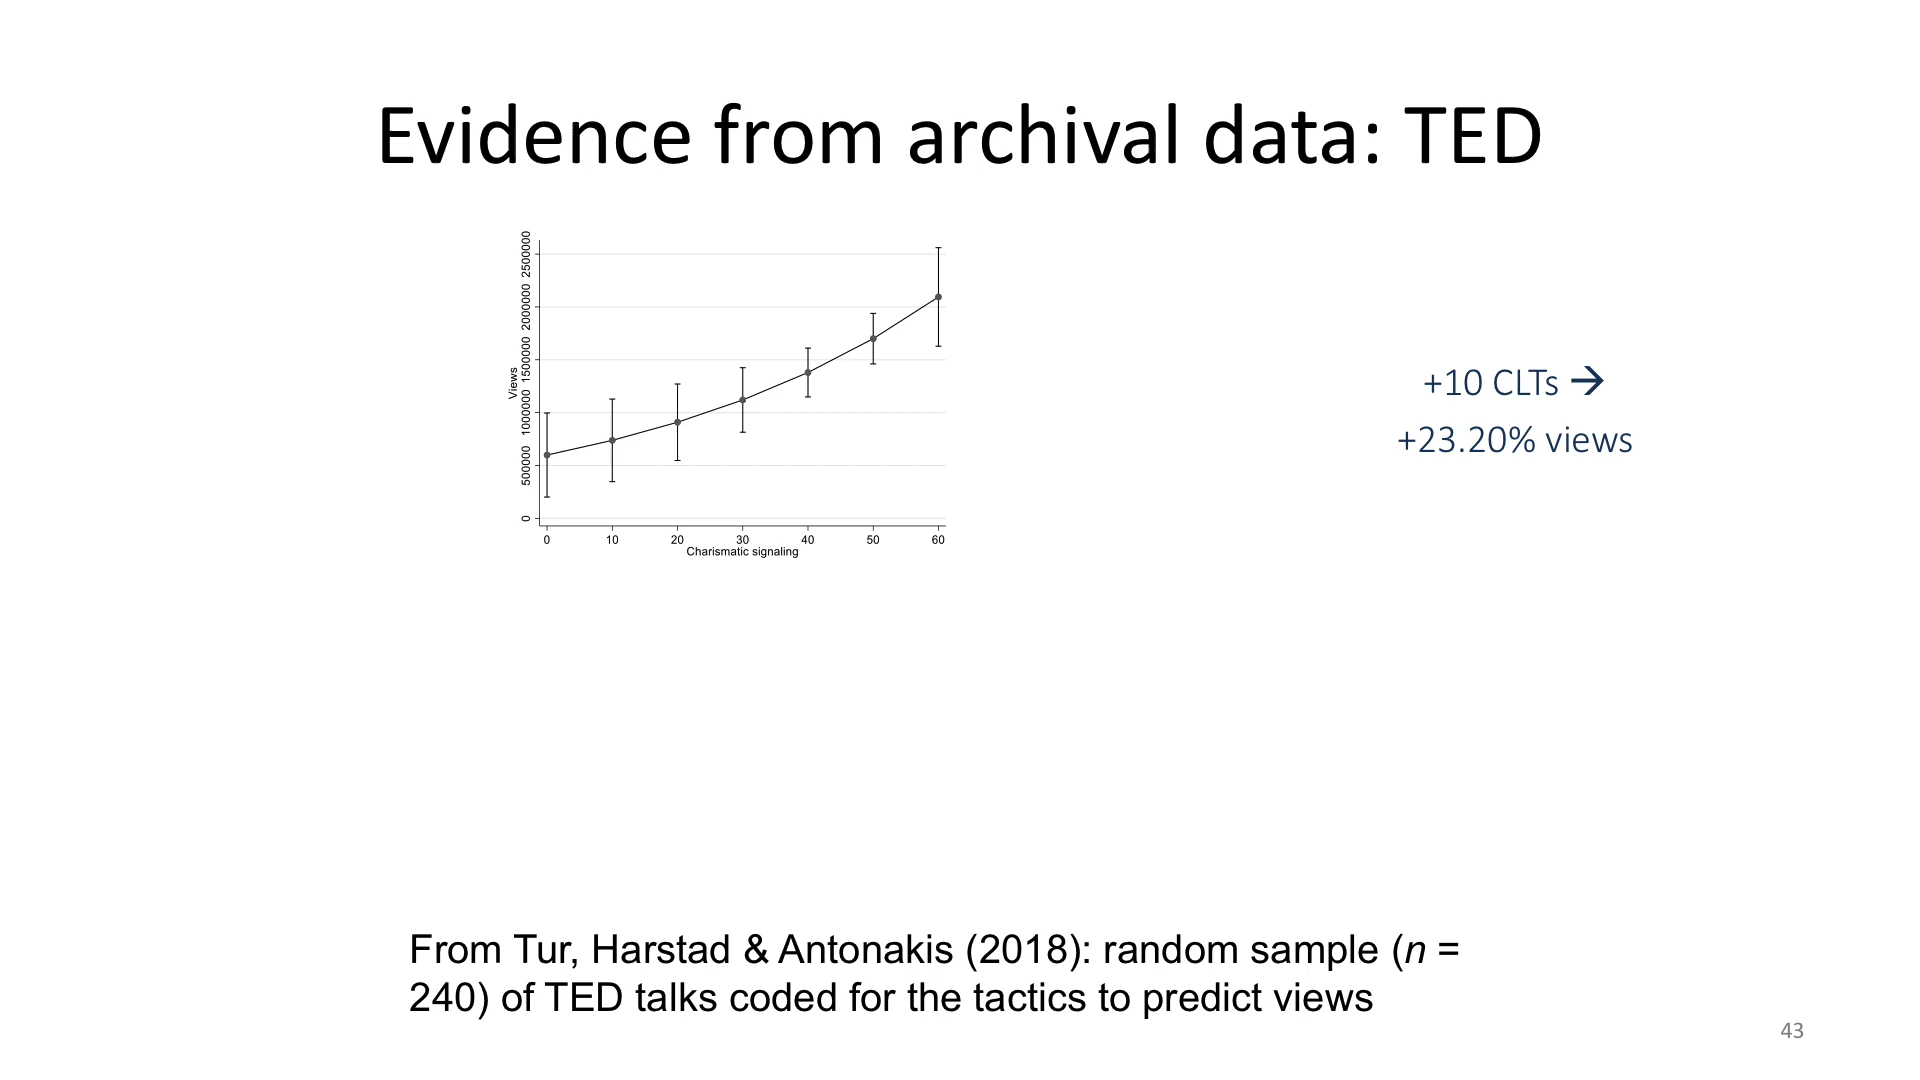 Evidence from archival data: TED
2500000
2000000
1500000
1000000
500000
0
Views
0 10 20 30 40 50 60
Charismatic signaling
+10 CLTs →
+23.20% views
From Tur, Harstad & Antonakis (2018): random sample (n =
240) of TED talks coded for the tactics to predict views
43